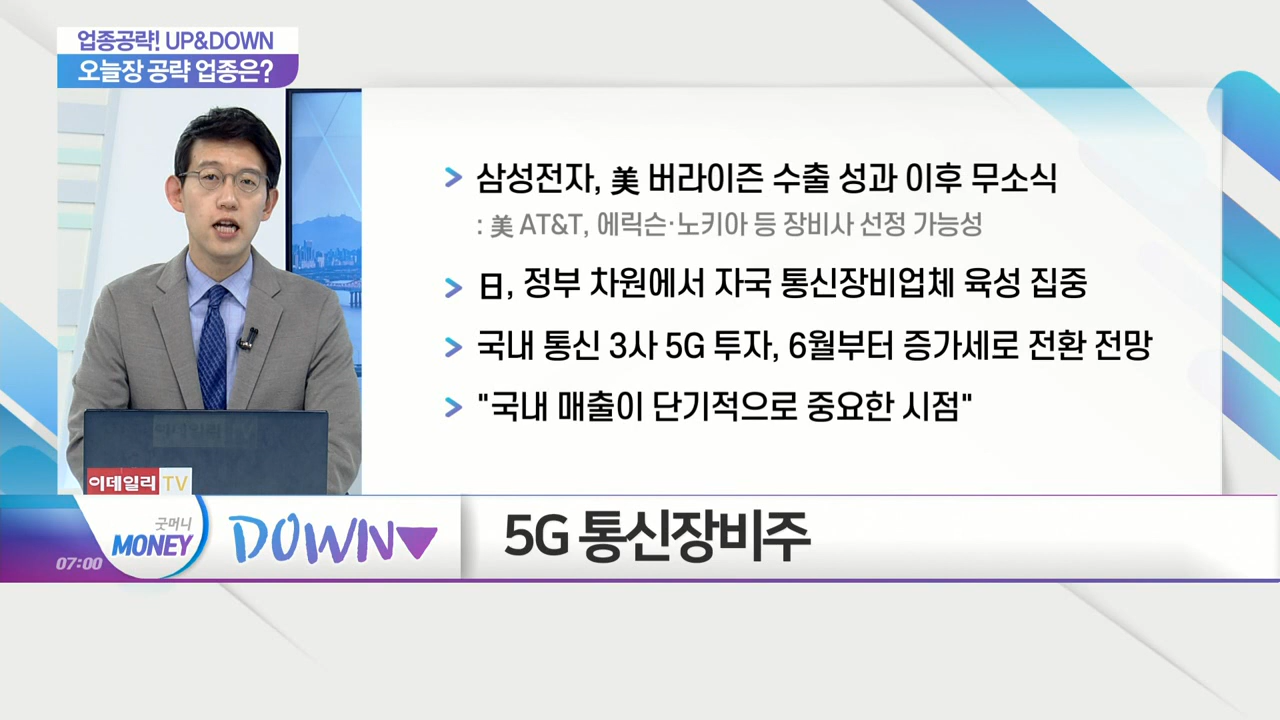 업종공략! UP&DOWN
오늘장 공략 업종은?
삼성전자, 美 버라이즌 수출 성과 이후 무소식
: 美 AT&T, 에릭슨·노키아 등 장비사 선정 가능성
日, 정부 차원에서 자국 통신장비업체 육성 집중
국내 통신 3사 5G 투자, 6월부터 증가세로 전환 전망
"국내 매출이 단기적으로 중요한 시점"
이데일리 TV
이데일리 TV
굿머니
MONEY
07:00
DOWN
5G 통신장비주